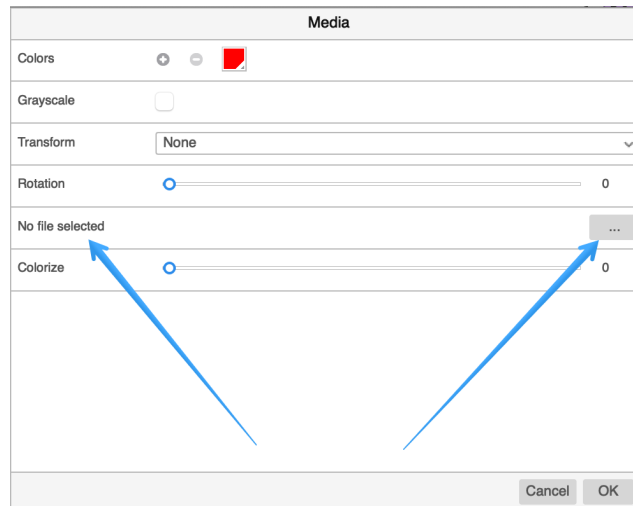 Media
Colors
Grayscale
Transform None
Rotation 0
No file selected ...
Colorize 0
Cancel OK